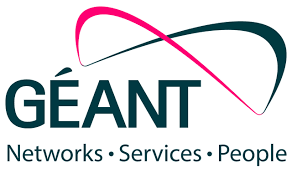 GÉANT
Networks • Services • People